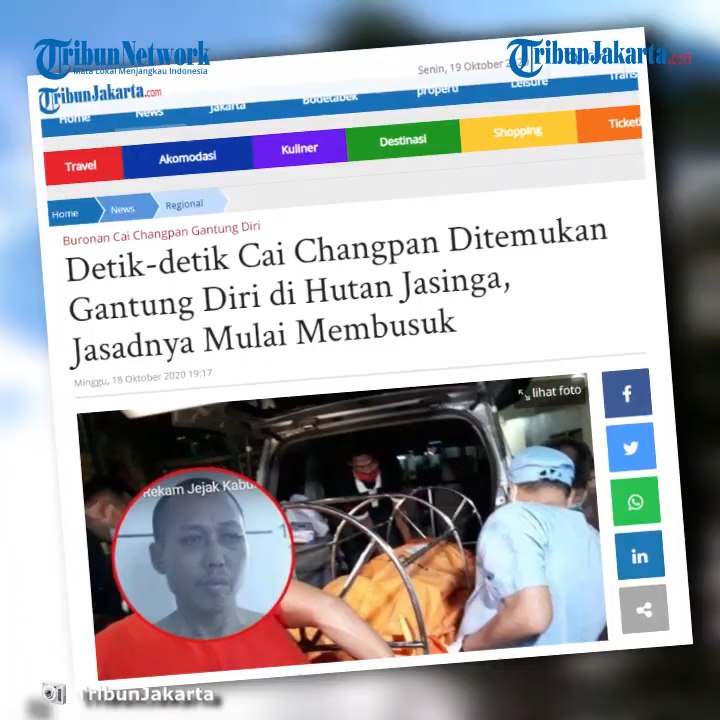 TribunNetwork
Mata Lokal Menjangkau Indonesia
TribunJakarta.com
Senin, 19 Oktober
TribunJakarta.com
Home News Jakarta Bodetabek Properti Leisure
Travel Akomodasi Kuliner Destinasi Shopping Ticket
Home News Regional
Buronan Cai Changpan Gantung Diri
Detik-detik Cai Changpan Ditemukan
Gantung Diri di Hutan Jasinga,
Jasadnya Mulai Membusuk
Minggu, 18 Oktober 2020 19:17
lihat foto
Rekam Jejak Kabu
TribunJakarta